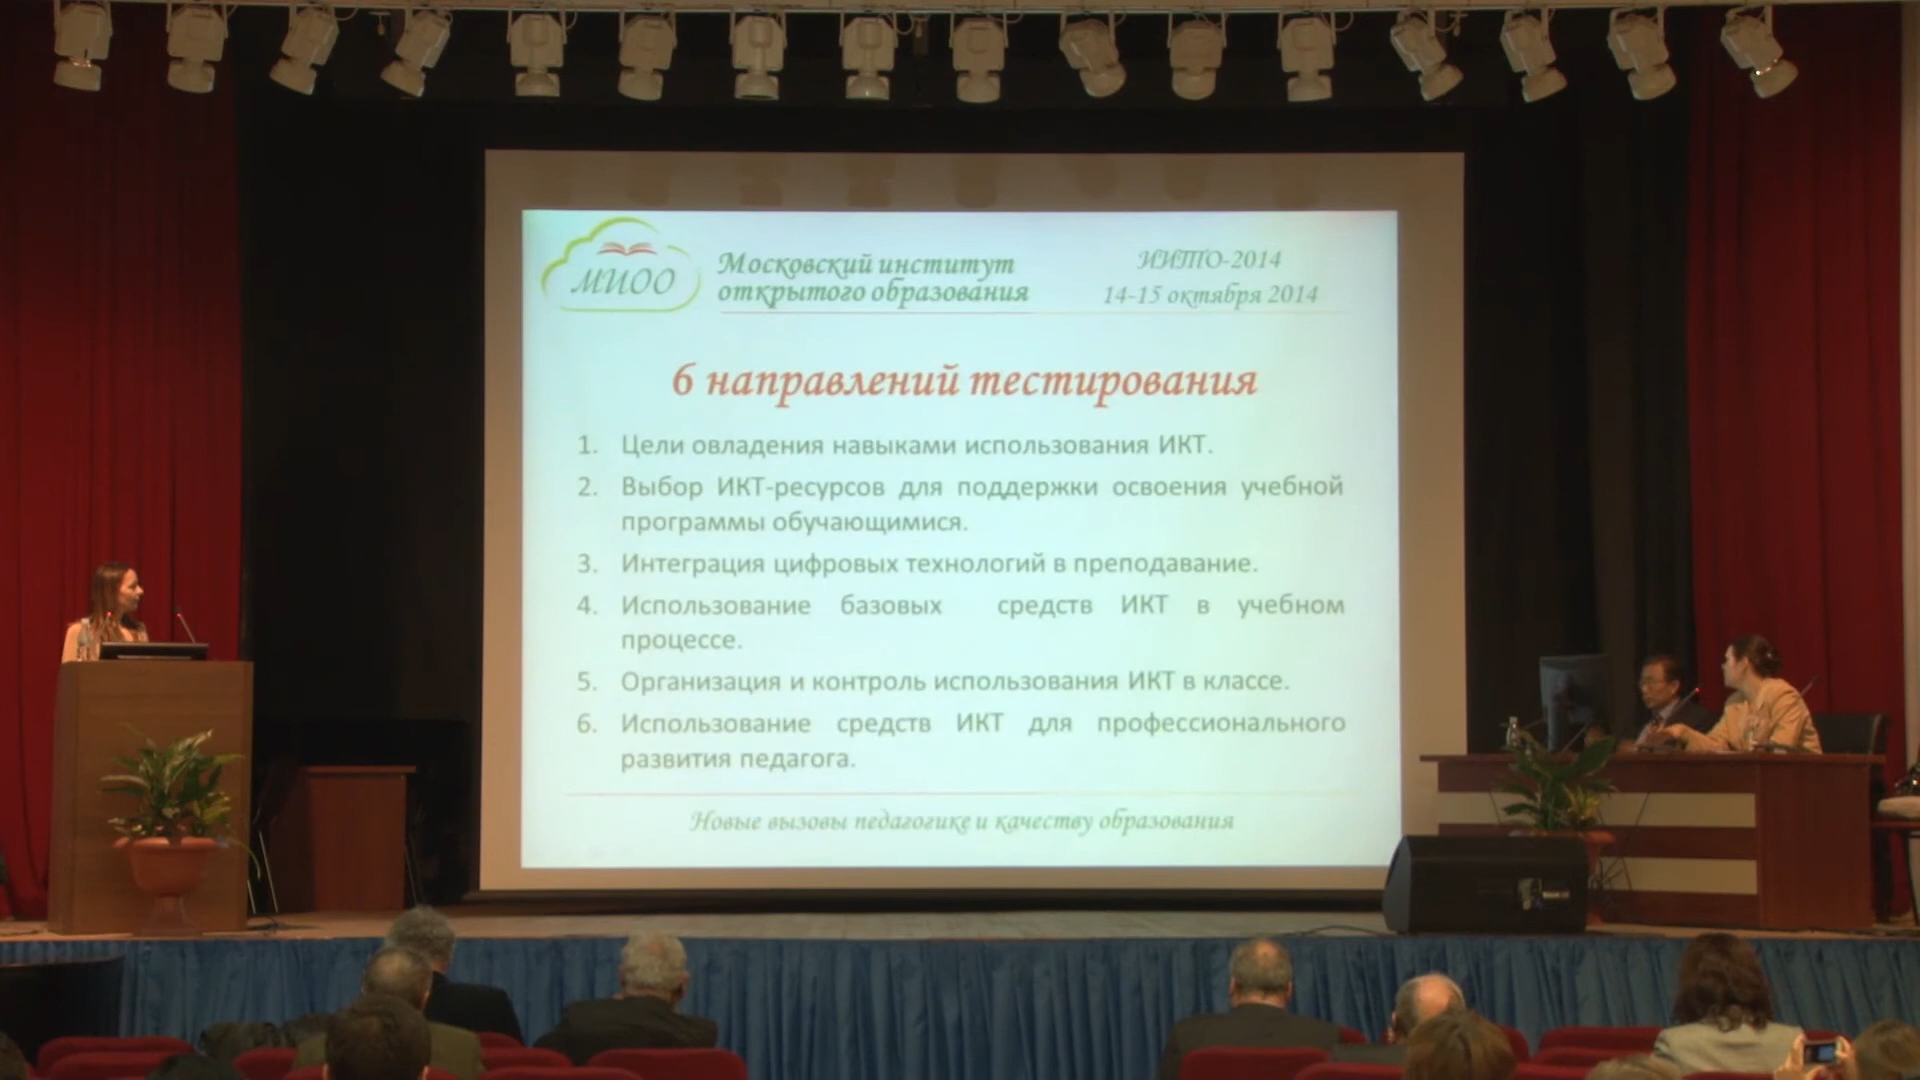 МИОО
Московский институт
открытого образования
ИИТО-2014
14-15 октября 2014
6 направлений тестирования
1. Цели овладения навыками использования ИКТ.
2. Выбор ИКТ-ресурсов для поддержки освоения учебной
программы обучающимися.
3. Интеграция цифровых технологий в преподавание.
4. Использование базовых средств ИКТ в учебном
процессе.
5. Организация и контроль использования ИКТ в классе.
6. Использование средств ИКТ для профессионального
развития педагога.
Новые вызовы педагогике и качеству образования